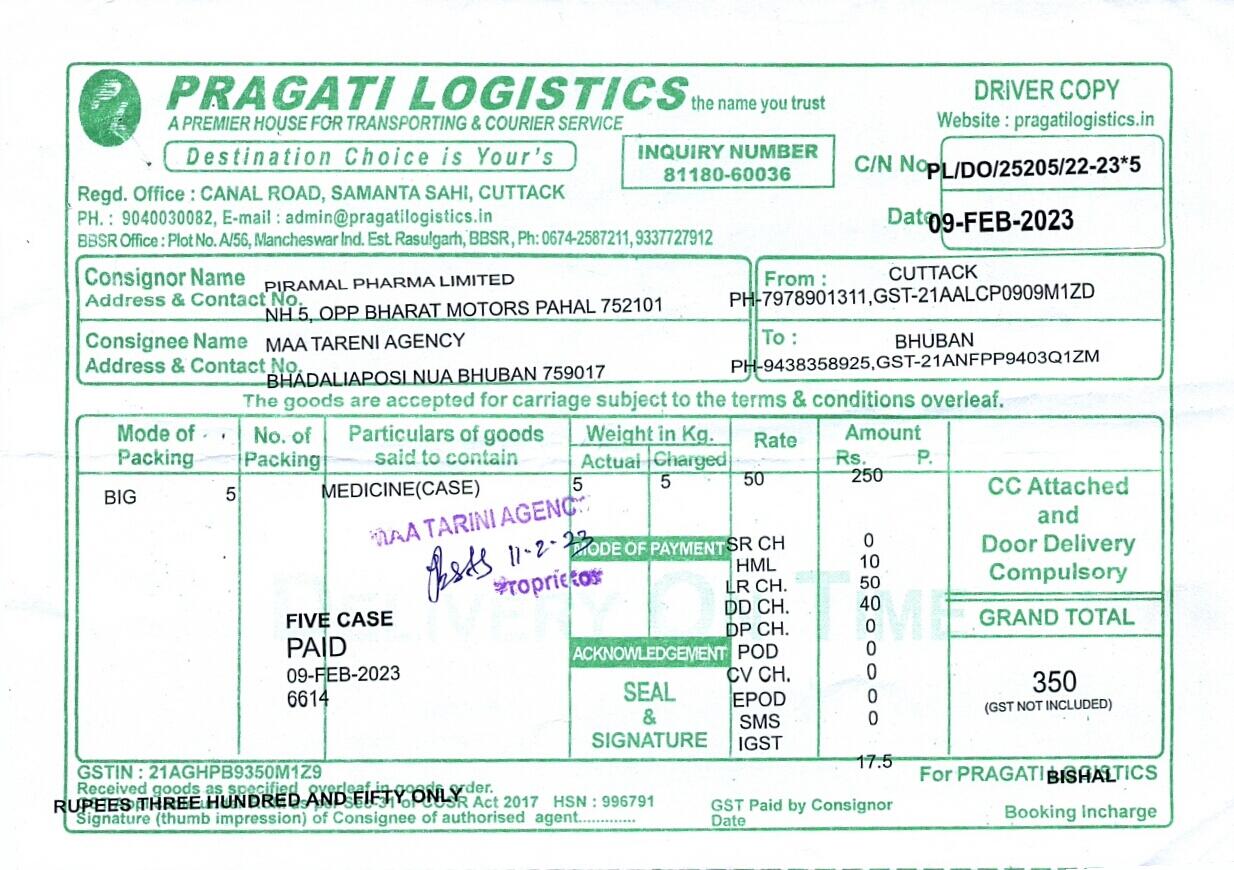 PRAGATI LOGISTICS the name you trust
A PREMIER HOUSE FOR TRANSPORTING & COURIER SERVICE
Destination Choice is Your's
INQUIRY NUMBER
81180-60036
DRIVER COPY
Website : pragatilogistics.in
C/N No PL/DO/25205/22-23*5
Date 09-FEB-2023
Regd. Office : CANAL ROAD, SAMANTA SAHI, CUTTACK
PH. : 9040030082, E-mail : admin@pragatilogistics.in
BBSR Office : Plot No. A/56, Mancheswar Ind. Est. Rasulgarh, BBSR, Ph: 0674-2587211, 9337727912
Consignor Name PIRAMAL PHARMA LIMITED
Address & Contact No. NH 5, OPP BHARAT MOTORS PAHAL 752101
From : CUTTACK
PH-7978901311,GST-21AALCP0909M1ZD
Consignee Name MAA TARENI AGENCY
Address & Contact No. BHADALIAPOSI NUA BHUBAN 759017
To : BHUBAN
PH-9438358925,GST-21ANFPP9403Q1ZM
The goods are accepted for carriage subject to the terms & conditions overleaf.
Mode of Packing No. of Packing Particulars of goods said to contain Weight in Kg. Actual Charged Rate Amount Rs. P.
BIG 5 MEDICINE(CASE) 5 5 50 250
MAA TARINI AGENC
11-2-23
Proprietor
FIVE CASE
PAID
09-FEB-2023
6614
MODE OF PAYMENT
ACKNOWLEDGEMENT
SEAL
&
SIGNATURE
SR CH 0
HML 10
LR CH. 50
DD CH. 40
DP CH. 0
POD 0
CV CH. 0
EPOD 0
SMS 0
IGST 17.5
DELIVERY ON TIME
CC Attached
and
Door Delivery
Compulsory
GRAND TOTAL
350
(GST NOT INCLUDED)
GSTIN : 21AGHPB9350M1Z9
Received goods as specified overleaf in goods order.
RUPEES THREE HUNDRED AND FIFTY ONLY
Act 2017 HSN : 996791
Signature (thumb impression) of Consignee of authorised agent.............
GST Paid by Consignor
Date
For PRAGATI LOGISTICS
BISHAL
Booking Incharge